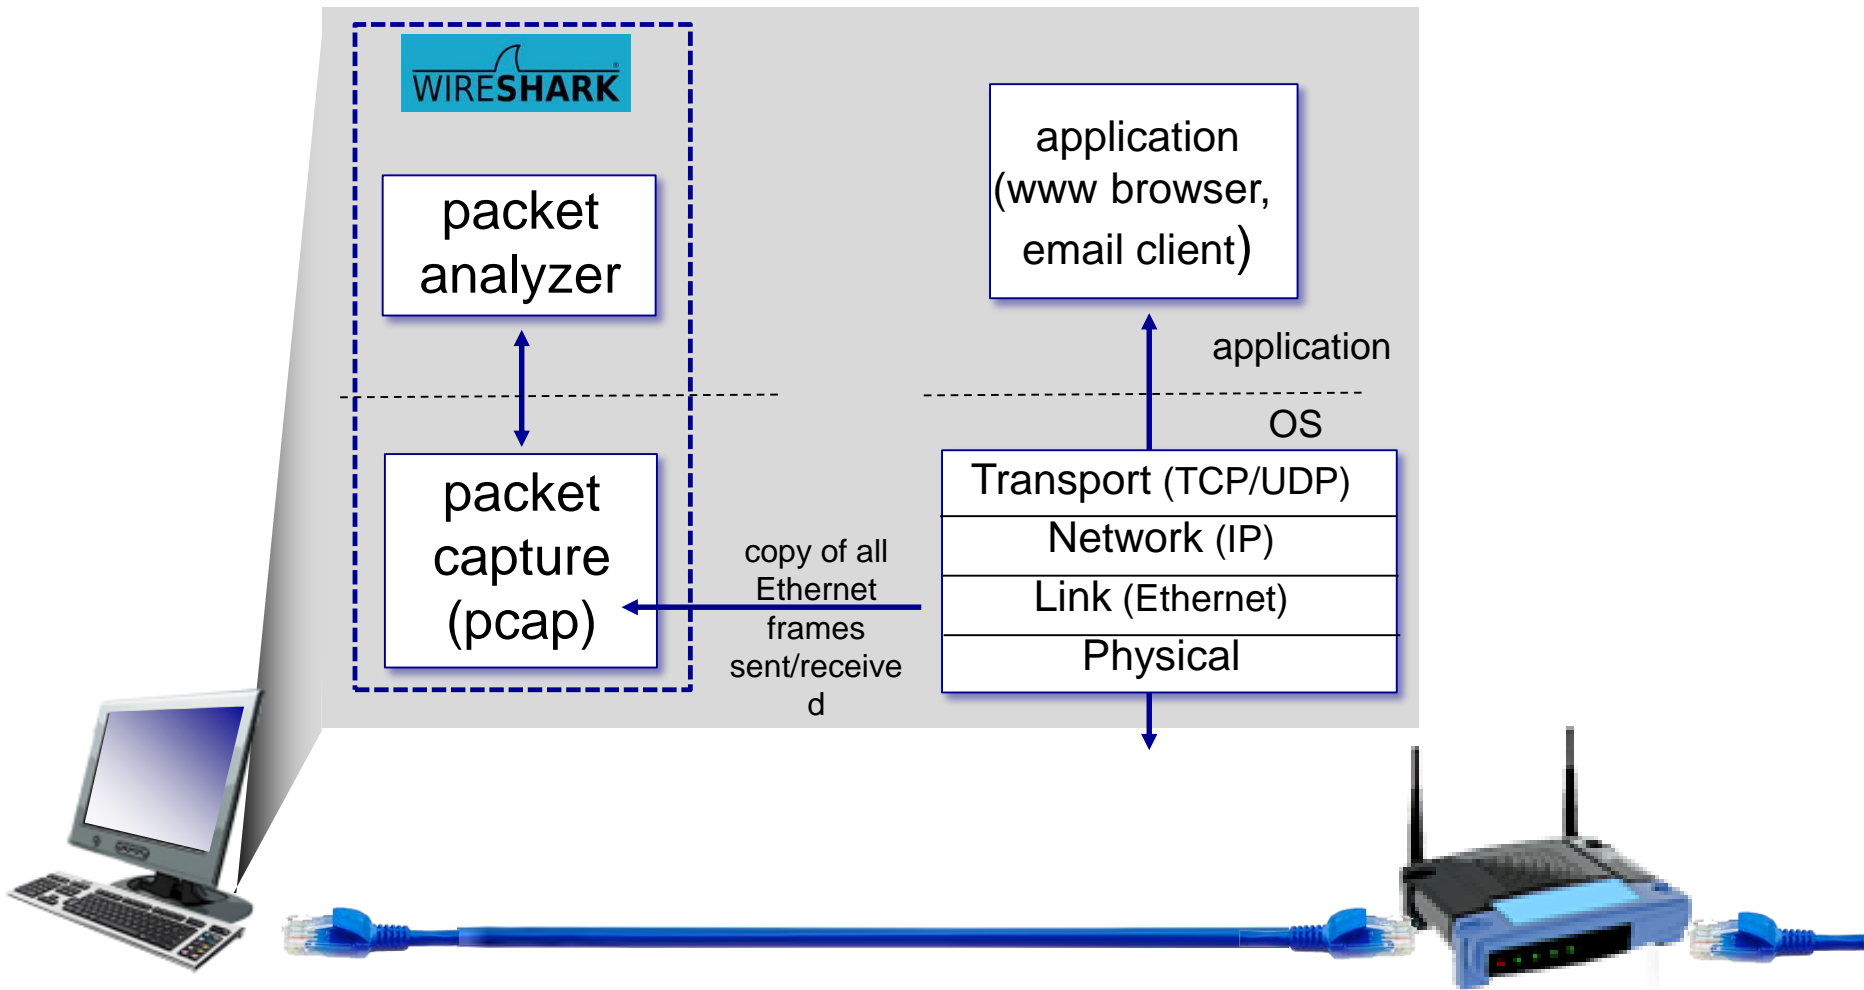 WIRESHARK
®
packet
analyzer
packet
capture
(pcap)
copy of all
Ethernet
frames
sent/receive
d
application
(www browser,
email client)
application
OS
Transport (TCP/UDP)
Network (IP)
Link (Ethernet)
Physical